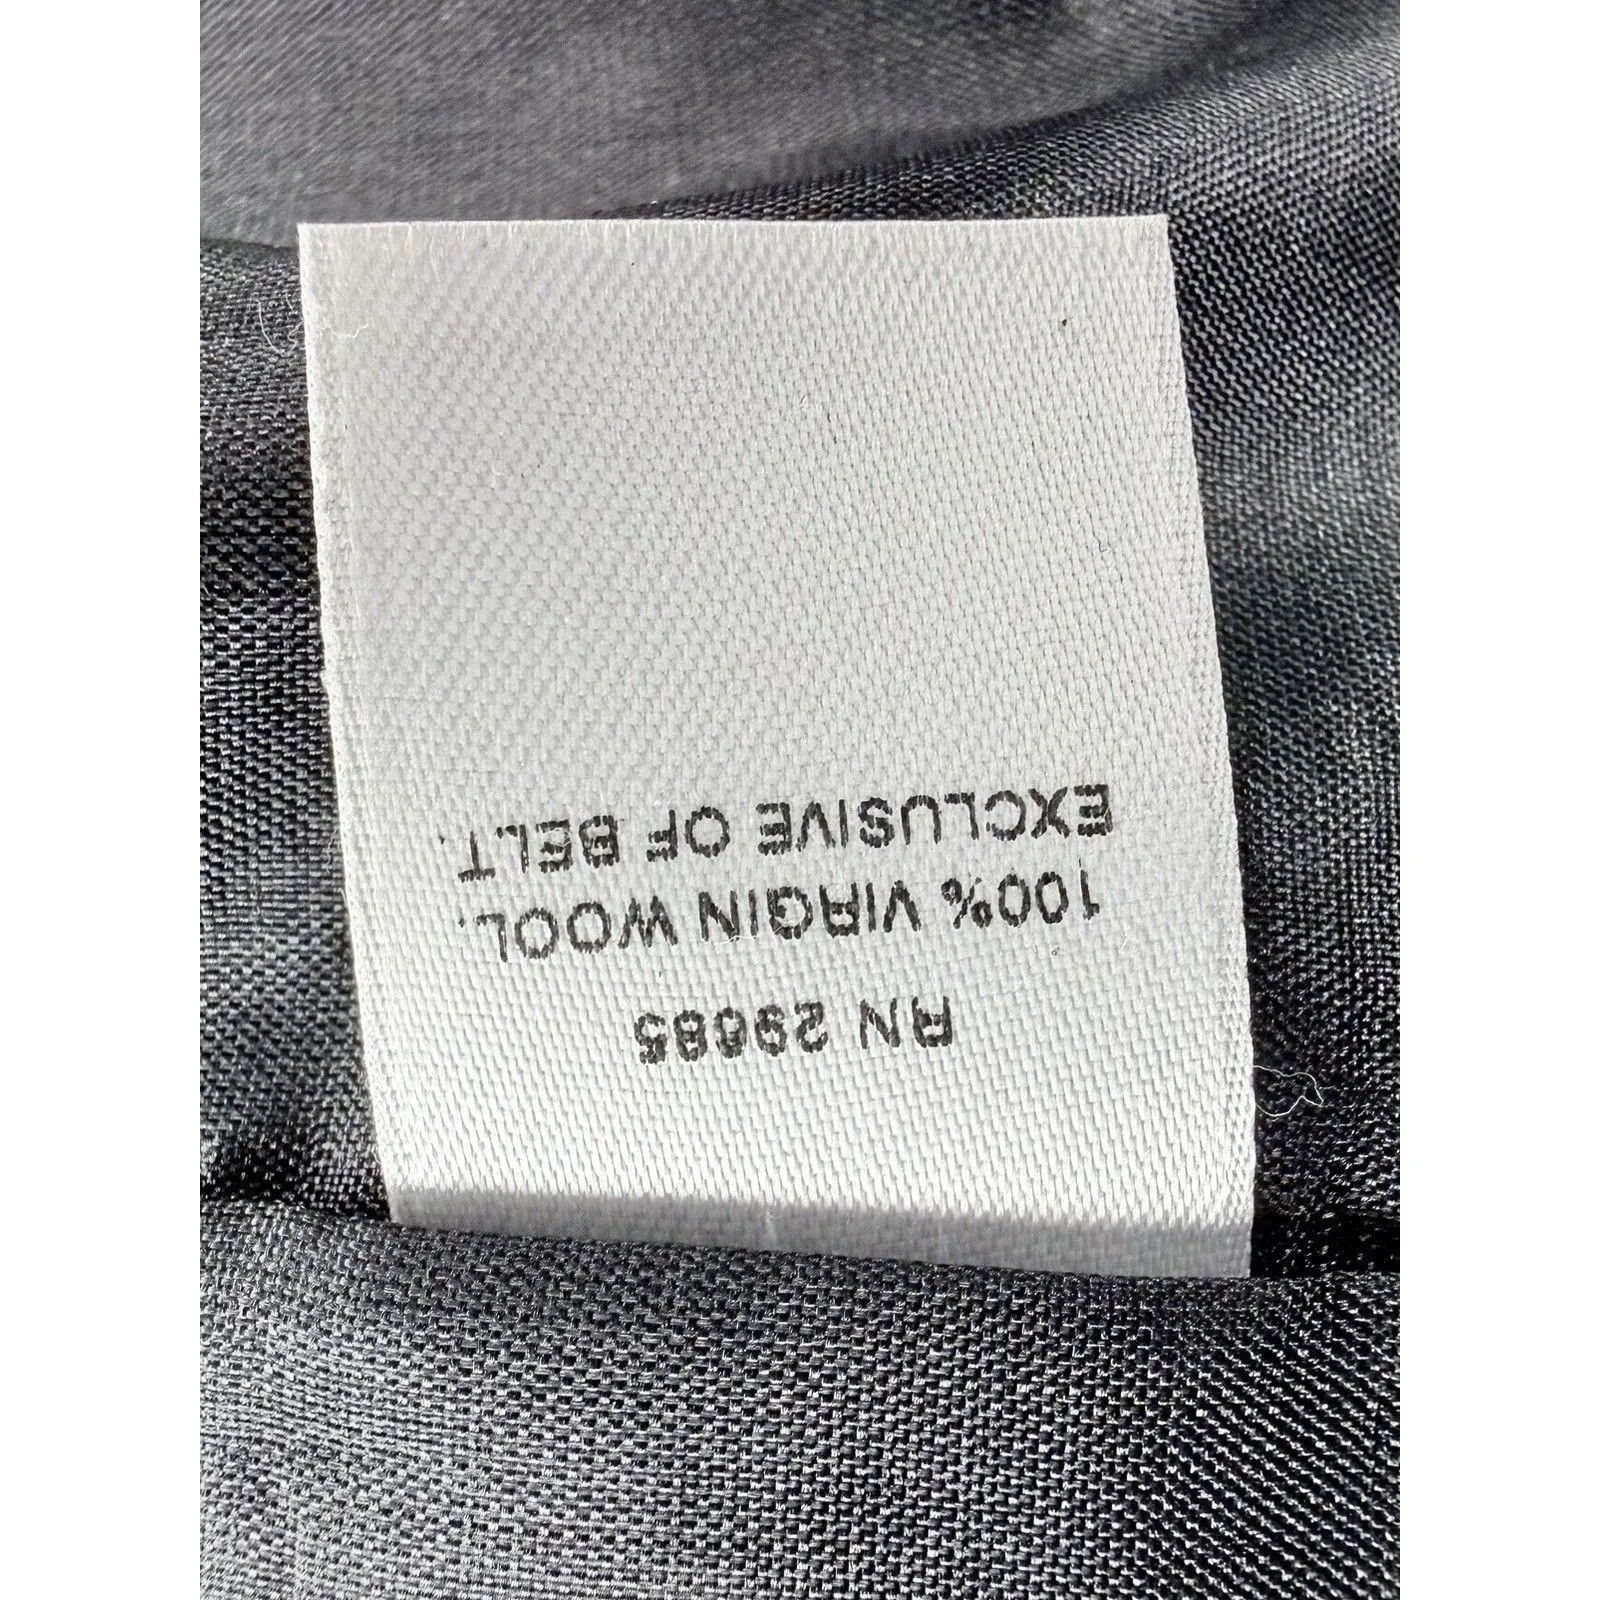 RN 29685
100% VIRGIN WOOL.
EXCLUSIVE OF BELT.